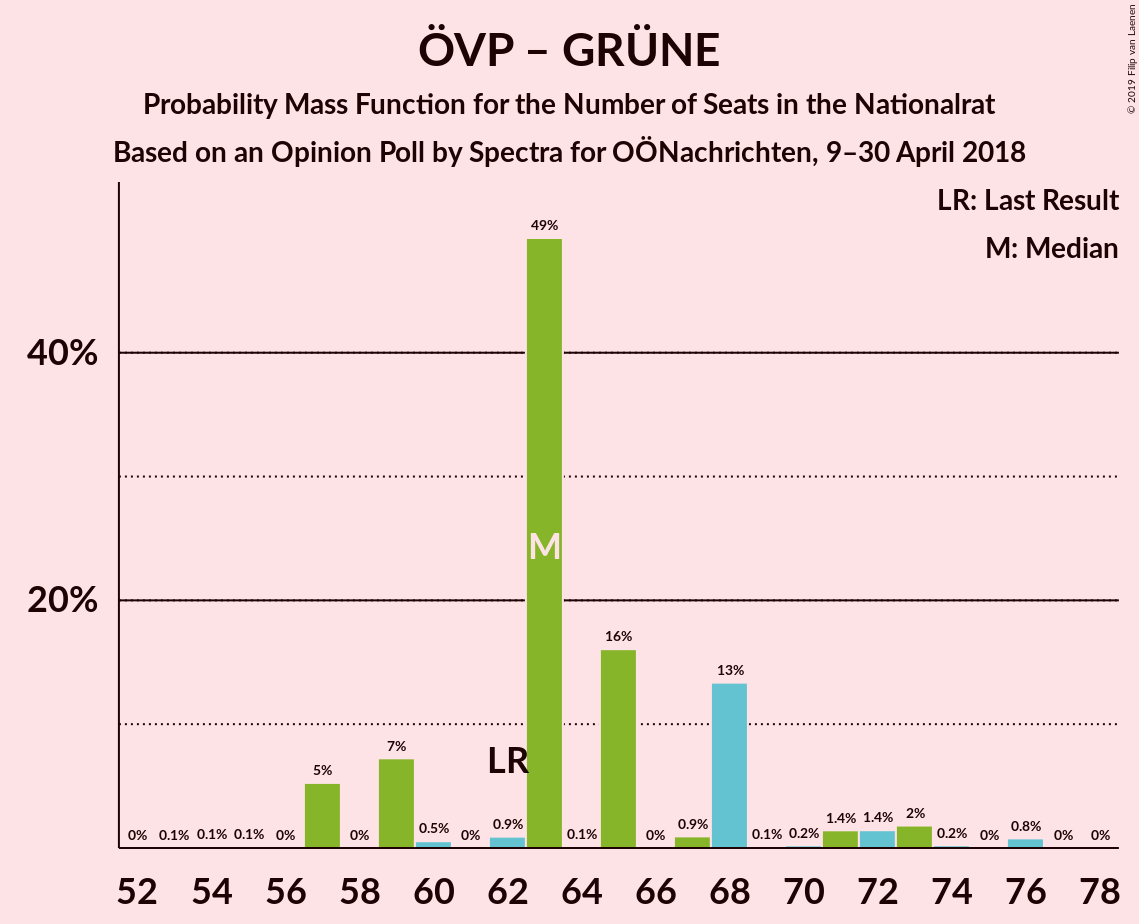 ÖVP – GRÜNE
Probability Mass Function for the Number of Seats in the Nationalrat
Based on an Opinion Poll by Spectra for OÖNachrichten, 9–30 April 2018
© 2019 Filip van Laenen
LR: Last Result
M: Median
40%
20%
0% 0.1% 0.1% 0.1% 0% 5% 0% 7% 0.5% 0% 0.9% 49% 0.1% 16% 0% 0.9% 13% 0.1% 0.2% 1.4% 1.4% 2% 0.2% 0% 0.8% 0% 0%
LR
M
52 54 56 58 60 62 64 66 68 70 72 74 76 78